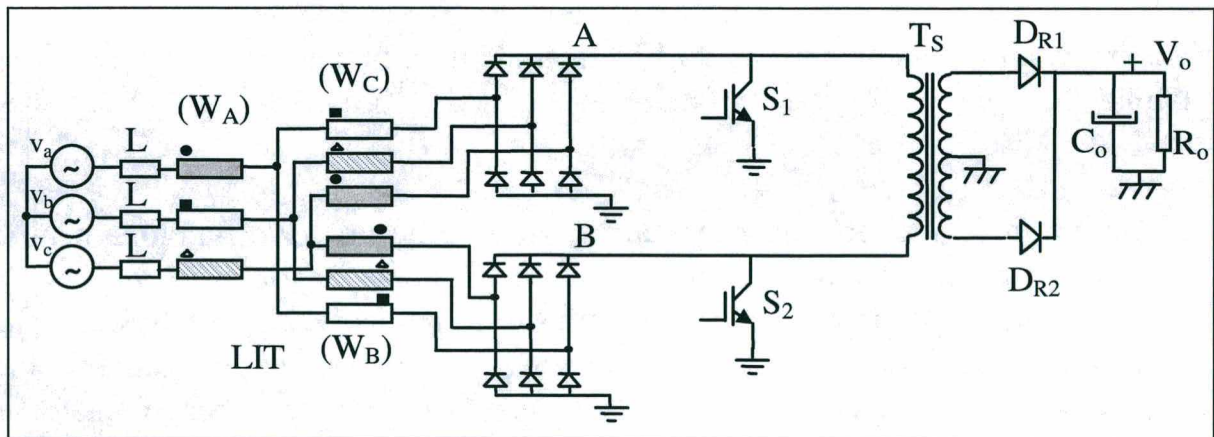 A
T_S
D_R1
V_o
+
(W_C)
(W_A)
S_1
L
v_a
~
C_o
R_o
L
v_b
~
B
L
v_c
~
D_R2
S_2
LIT
(W_B)